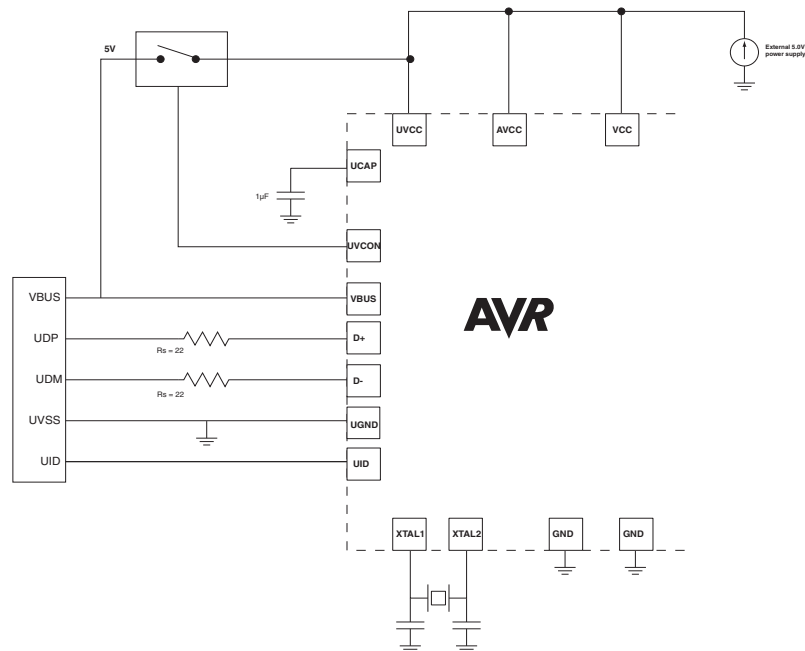 5V
External 5.0V
power supply
UVCC
AVCC
VCC
UCAP
1µF
UVCON
VBUS
VBUS
UDP
Rs = 22
D+
UDM
Rs = 22
D-
UVSS
UGND
UID
UID
AVR
XTAL1
XTAL2
GND
GND